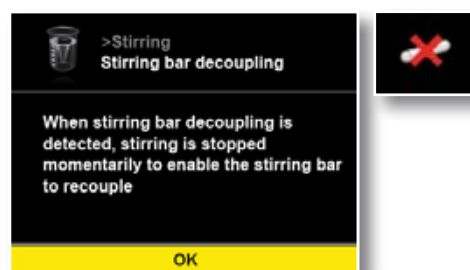 >Stirring
Stirring bar decoupling
When stirring bar decoupling is
detected, stirring is stopped
momentarily to enable the stirring bar
to recouple
OK